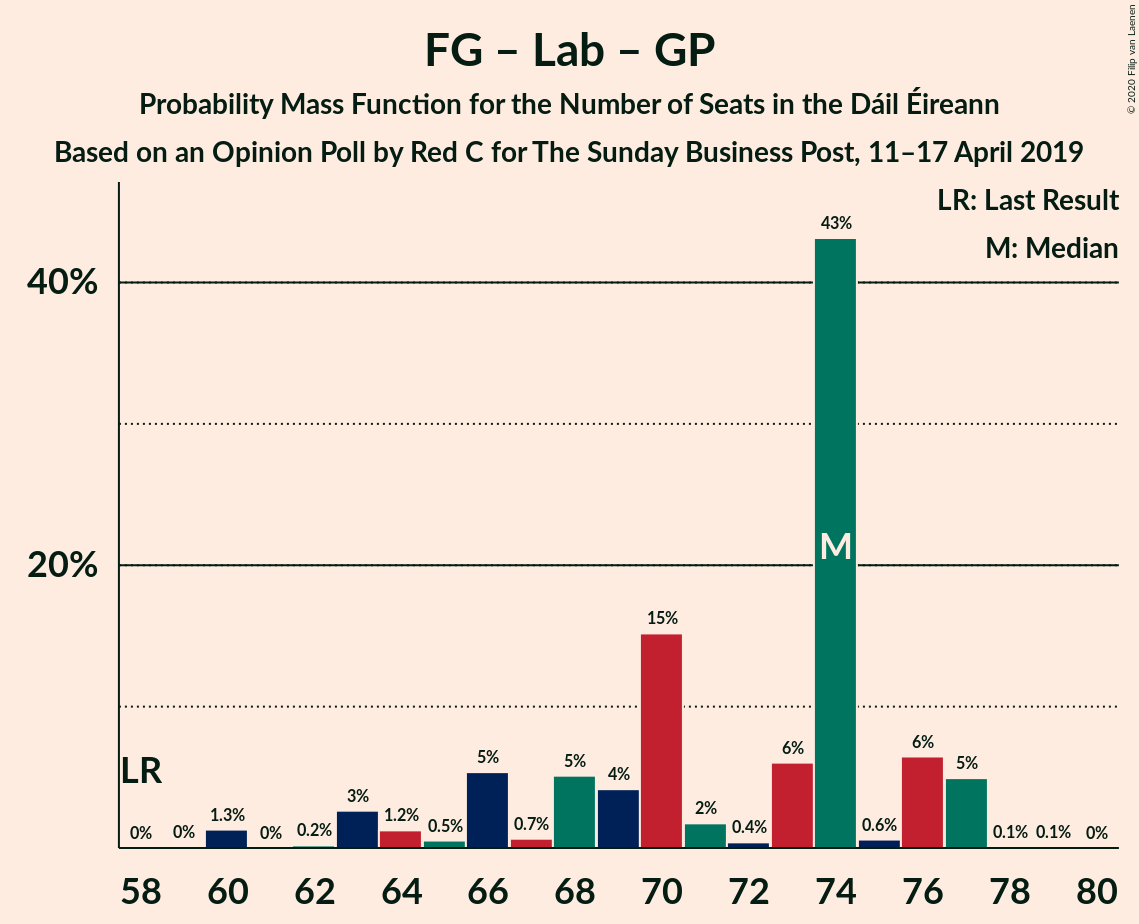 FG – Lab – GP
Probability Mass Function for the Number of Seats in the Dáil Éireann
Based on an Opinion Poll by Red C for The Sunday Business Post, 11–17 April 2019
© 2020 Filip van Laenen
LR: Last Result
M: Median
40%
20%
LR
M
0%
0%
1.3%
0%
0.2%
3%
1.2%
0.5%
5%
0.7%
5%
4%
15%
2%
0.4%
6%
43%
0.6%
6%
5%
0.1%
0.1%
0%
58 60 62 64 66 68 70 72 74 76 78 80